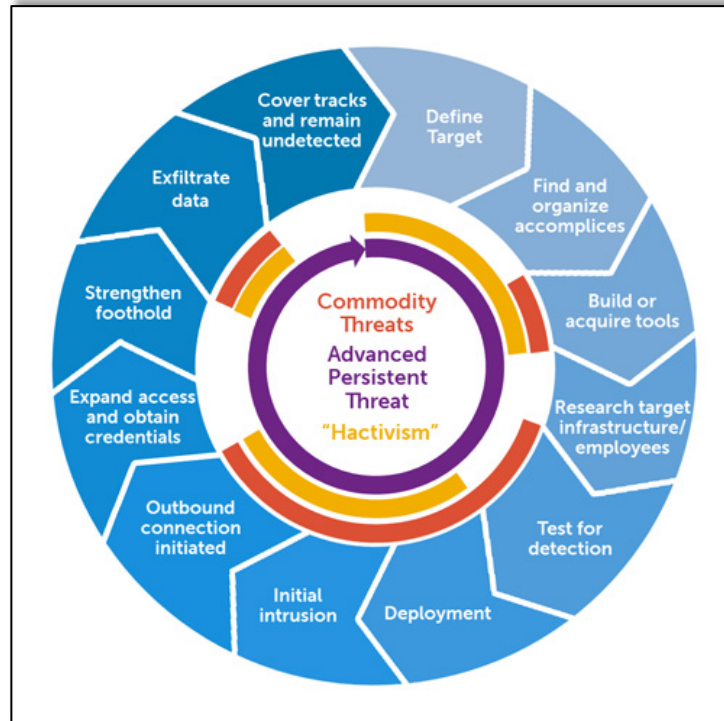 Define
Target
Find and
organize
accomplices
Build or
acquire tools
Research target
infrastructure/
employees
Test for
detection
Deployment
Initial
intrusion
Outbound
connection
initiated
Expand access
and obtain
credentials
Strengthen
foothold
Exfiltrate
data
Cover tracks
and remain
undetected
Commodity
Threats
Advanced
Persistent
Threat
“Hactivism”